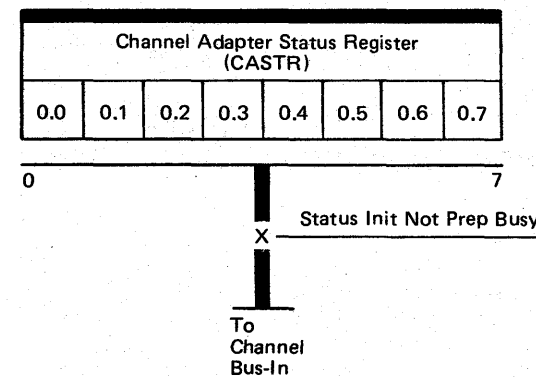 Channel Adapter Status Register
(CASTR)
0.0 0.1 0.2 0.3 0.4 0.5 0.6 0.7
0 7
Status Init Not Prep Busy
X
To
Channel
Bus-In